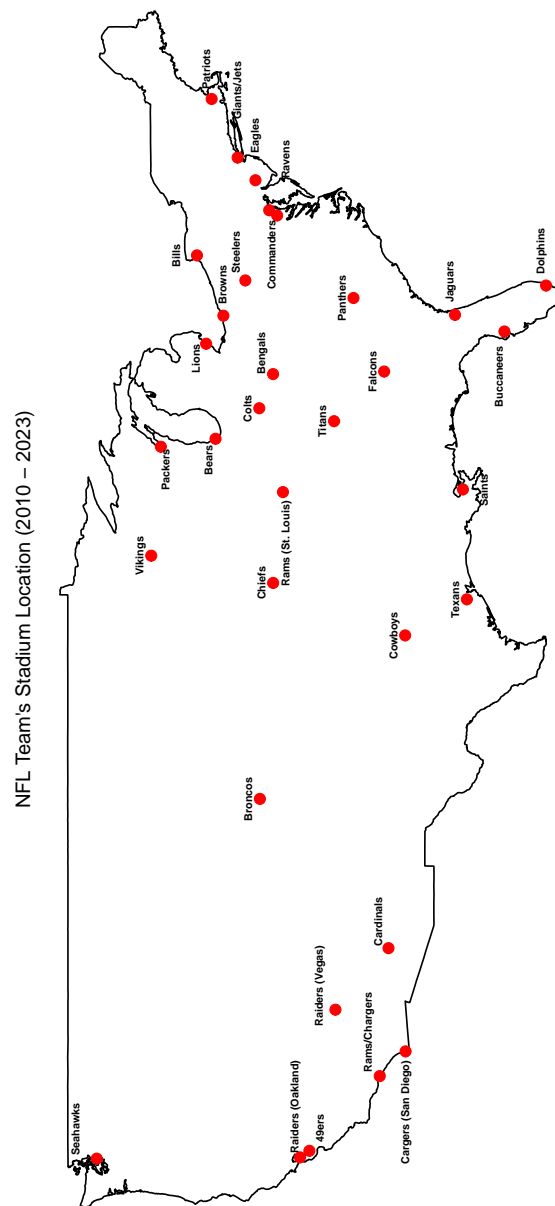 NFL Team's Stadium Location (2010 − 2023)
Seahawks
Patriots
Giants/Jets
Bills
Eagles
Vikings
Packers
Lions
Browns
Steelers
Ravens
Bears
Commanders
Colts
Bengals
Broncos
Chiefs
Rams (St. Louis)
Raiders (Oakland)
49ers
Raiders (Vegas)
Titans
Panthers
Rams/Chargers
Cardinals
Falcons
Cargers (San Diego)
Cowboys
Jaguars
Texans
Saints
Buccaneers
Dolphins